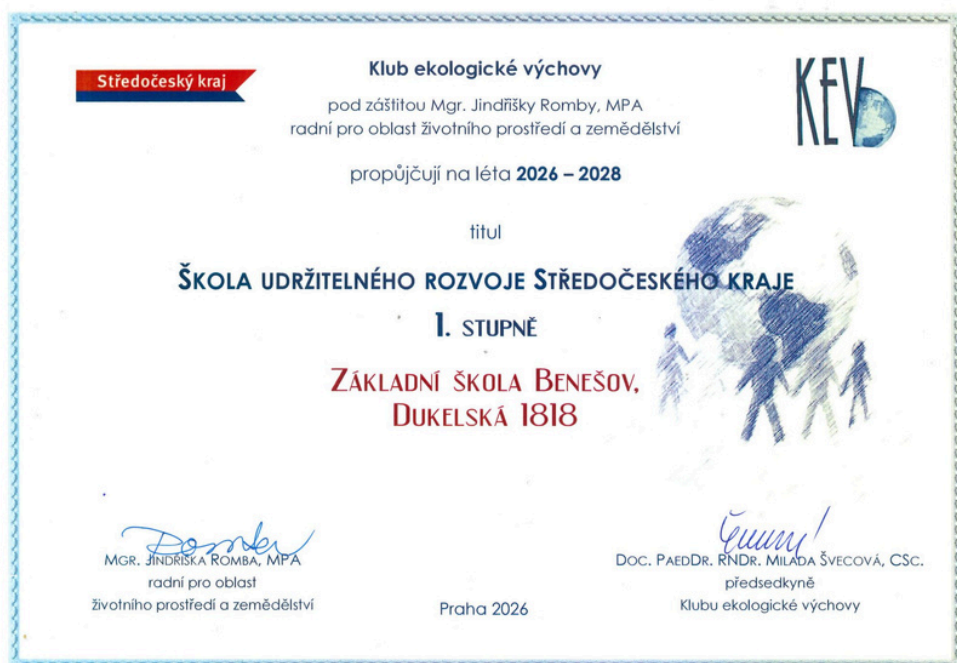 Středočeský kraj
Klub ekologické výchovy
KEV
pod záštitou Mgr. Jindřišky Romby, MPA
radní pro oblast životního prostředí a zemědělství
propůjčují na léta 2026 – 2028
titul
ŠKOLA UDRŽITELNÉHO ROZVOJE STŘEDOČESKÉHO KRAJE
1. STUPNĚ
ZÁKLADNÍ ŠKOLA BENEŠOV,
DUKELSKÁ 1818
MGR. JINDŘIŠKA ROMBA, MPA
radní pro oblast
životního prostředí a zemědělství
Praha 2026
DOC. PAEDDR. RNDR. MILADA ŠVECOVÁ, CSC.
předsedkyně
Klubu ekologické výchovy